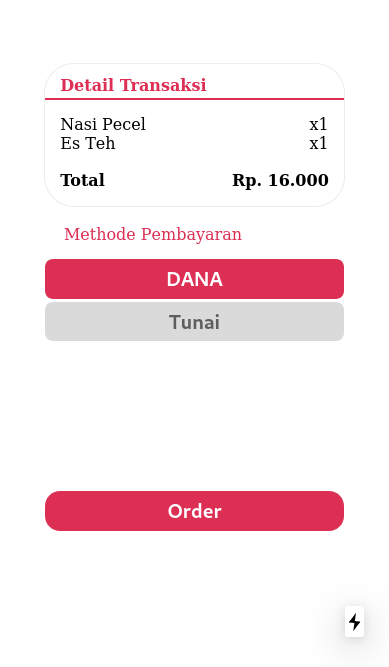 Detail Transaksi
Nasi Pecel x1
Es Teh x1
Total Rp. 16.000
Methode Pembayaran
DANA
Tunai
Order